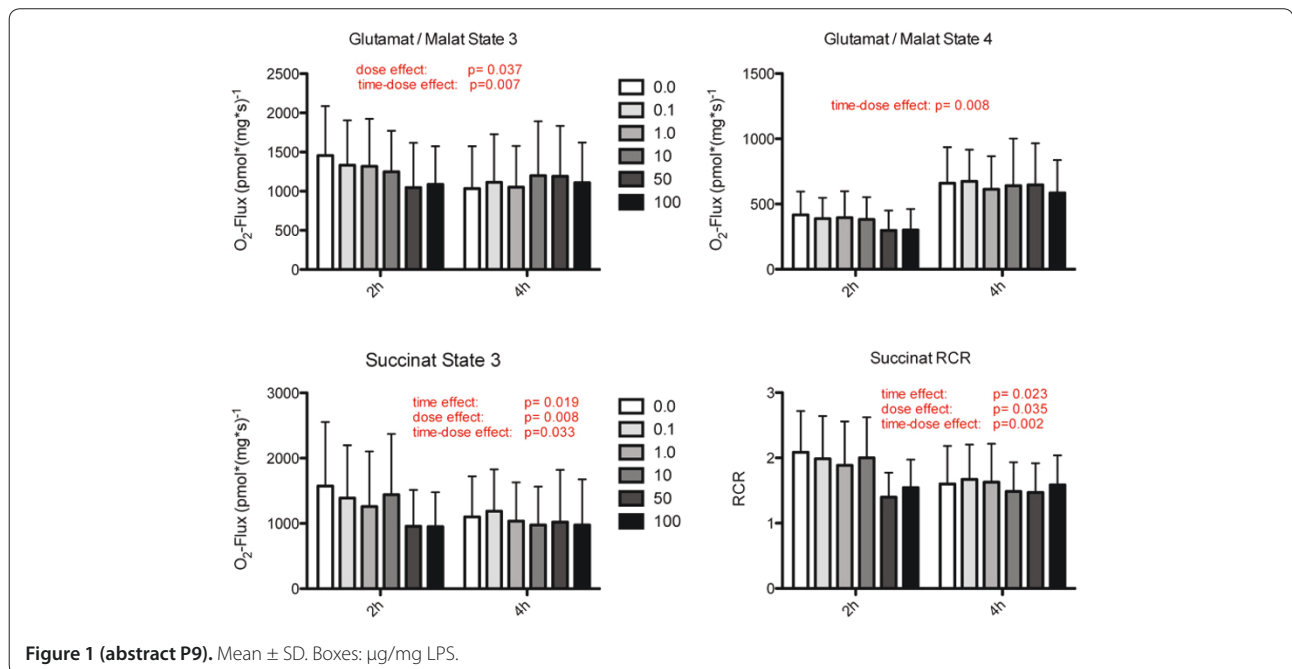 Glutamat / Malat State 3
dose effect: p= 0.037
time-dose effect: p=0.007
O2-Flux (pmol*(mg*s)-1
2500
2000
1500
1000
500
0
2h 4h
0.0
0.1
1.0
10
50
100
Glutamat / Malat State 4
time-dose effect: p= 0.008
O2-Flux (pmol*(mg*s)-1
1500
1000
500
0
2h 4h
Succinat State 3
time effect: p= 0.019
dose effect: p= 0.008
time-dose effect: p=0.033
O2-Flux (pmol*(mg*s)-1
3000
2000
1000
0
2h 4h
0.0
0.1
1.0
10
50
100
Succinat RCR
time effect: p= 0.023
dose effect: p= 0.035
time-dose effect: p=0.002
RCR
3
2
1
0
2h 4h
Figure 1 (abstract P9). Mean ± SD. Boxes: μg/mg LPS.